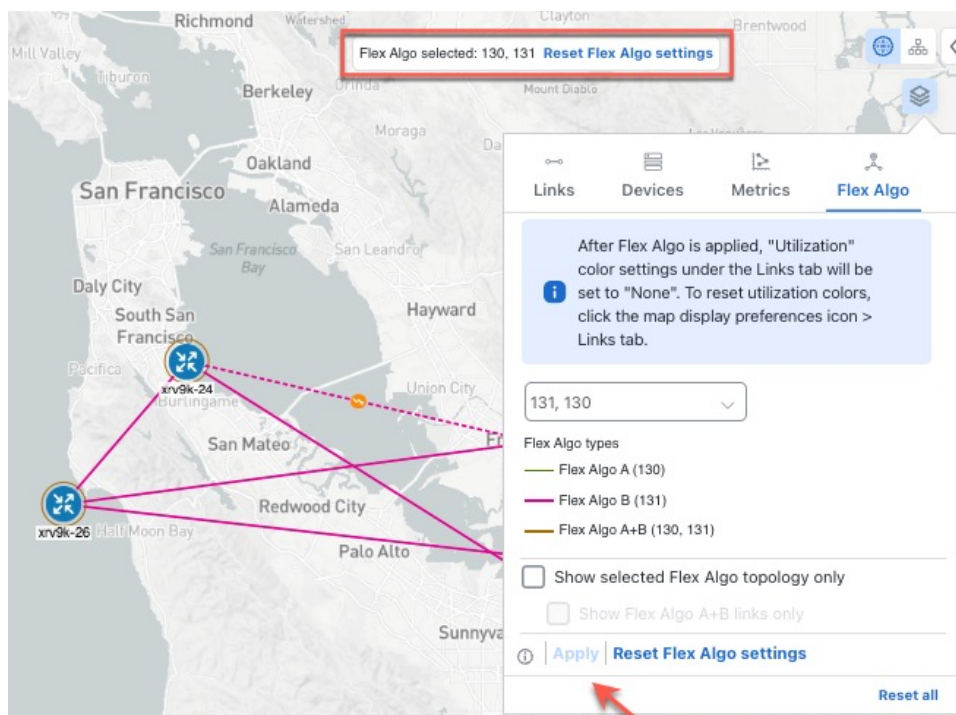 Richmond
Watershed
Clayton
Brentwood
Mill Valley
Flex Algo selected: 130, 131 Reset Flex Algo settings
Tiburon
Berkeley
Orinda
Mount Diablo
Moraga
Oakland
San Francisco
Alameda
San Francisco
Bay
San Leandro
Daly City
South San
Francisco
Hayward
Pacifica
xrv9k-24
Burlingame
Union City
San Mateo
Redwood City
xrv9k-26
Half Moon Bay
Palo Alto
Sunnyva
Links Devices Metrics Flex Algo
After Flex Algo is applied, "Utilization"
color settings under the Links tab will be
set to "None". To reset utilization colors,
click the map display preferences icon >
Links tab.
131, 130
Flex Algo types
Flex Algo A (130)
Flex Algo B (131)
Flex Algo A+B (130, 131)
Show selected Flex Algo topology only
Show Flex Algo A+B links only
Apply Reset Flex Algo settings
Reset all